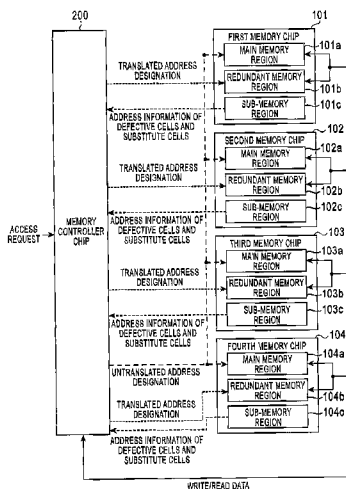 200
101
FIRST MEMORY CHIP
101a
MAIN MEMORY
REGION
TRANSLATED ADDRESS
DESIGNATION
REDUNDANT MEMORY
REGION
101b
SUB-MEMORY
REGION
101c
ADDRESS INFORMATION OF
DEFECTIVE CELLS AND
SUBSTITUTE CELLS
102
SECOND MEMORY CHIP
102a
MAIN MEMORY
REGION
TRANSLATED ADDRESS
DESIGNATION
REDUNDANT MEMORY
REGION
102b
SUB-MEMORY
REGION
102c
ADDRESS INFORMATION OF
DEFECTIVE CELLS AND
SUBSTITUTE CELLS
ACCESS
REQUEST
MEMORY
CONTROLLER
CHIP
103
THIRD MEMORY CHIP
103a
MAIN MEMORY
REGION
TRANSLATED ADDRESS
DESIGNATION
REDUNDANT MEMORY
REGION
103b
SUB-MEMORY
REGION
103c
ADDRESS INFORMATION OF
DEFECTIVE CELLS AND
SUBSTITUTE CELLS
104
FOURTH MEMORY CHIP
104a
MAIN MEMORY
REGION
UNTRANSLATED ADDRESS
DESIGNATION
REDUNDANT MEMORY
REGION
104b
TRANSLATED ADDRESS
DESIGNATION
SUB-MEMORY
REGION
104c
ADDRESS INFORMATION OF
DEFECTIVE CELLS AND
SUBSTITUTE CELLS
WRITE/READ DATA